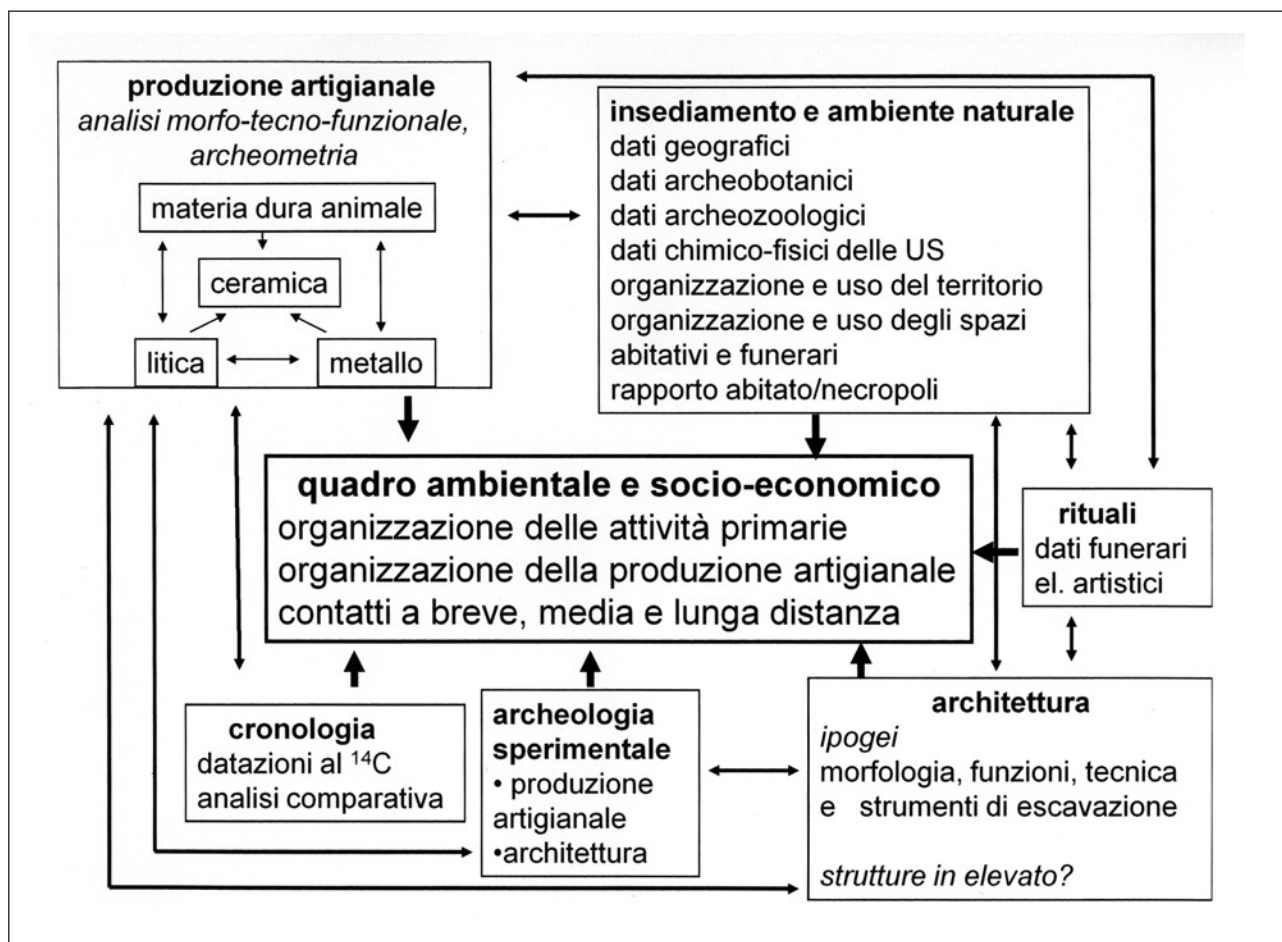 produzione artigianale
analisi morfo-tecno-funzionale,
archeometria
materia dura animale
ceramica
litica
metallo
insediamento e ambiente naturale
dati geografici
dati archeobotanici
dati archeozoologici
dati chimico-fisici delle US
organizzazione e uso del territorio
organizzazione e uso degli spazi
abitativi e funerari
rapporto abitato/necropoli
quadro ambientale e socio-economico
organizzazione delle attività primarie
organizzazione della produzione artigianale
contatti a breve, media e lunga distanza
rituali
dati funerari
el. artistici
cronologia
datazioni al ¹⁴C
analisi comparativa
archeologia
sperimentale
• produzione
artigianale
•architettura
architettura
ipogei
morfologia, funzioni, tecnica
e strumenti di escavazione
strutture in elevato?